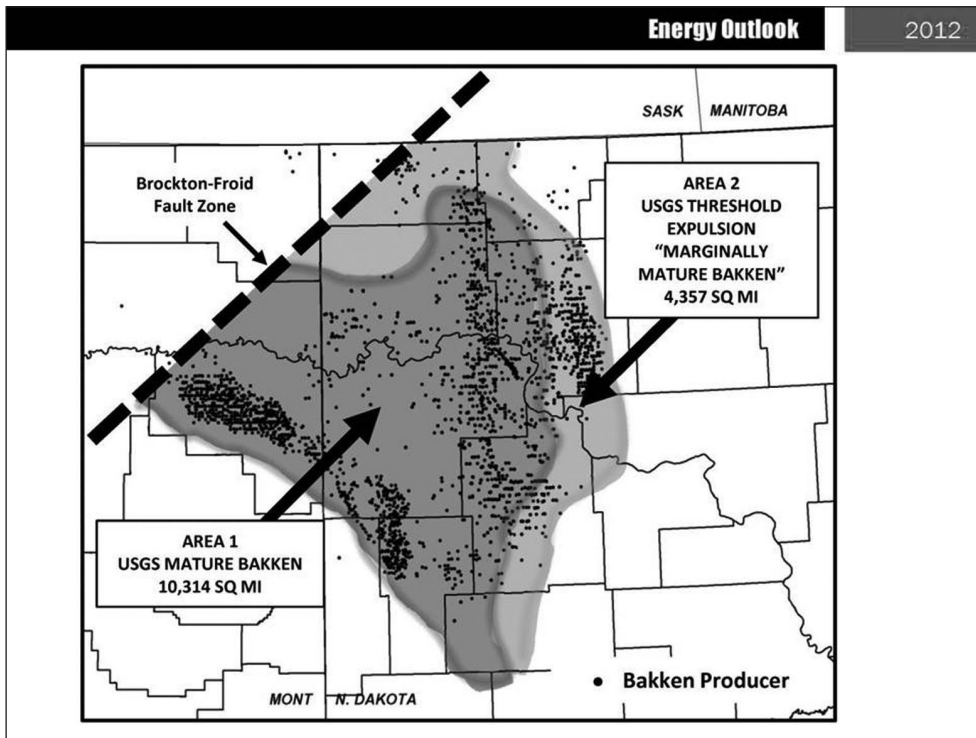 Energy Outlook
2012
SASK
MANITOBA
Brockton-Froid
Fault Zone
AREA 2
USGS THRESHOLD
EXPULSION
“MARGINALLY
MATURE BAKKEN”
4,357 SQ MI
AREA 1
USGS MATURE BAKKEN
10,314 SQ MI
Bakken Producer
MONT
N. DAKOTA